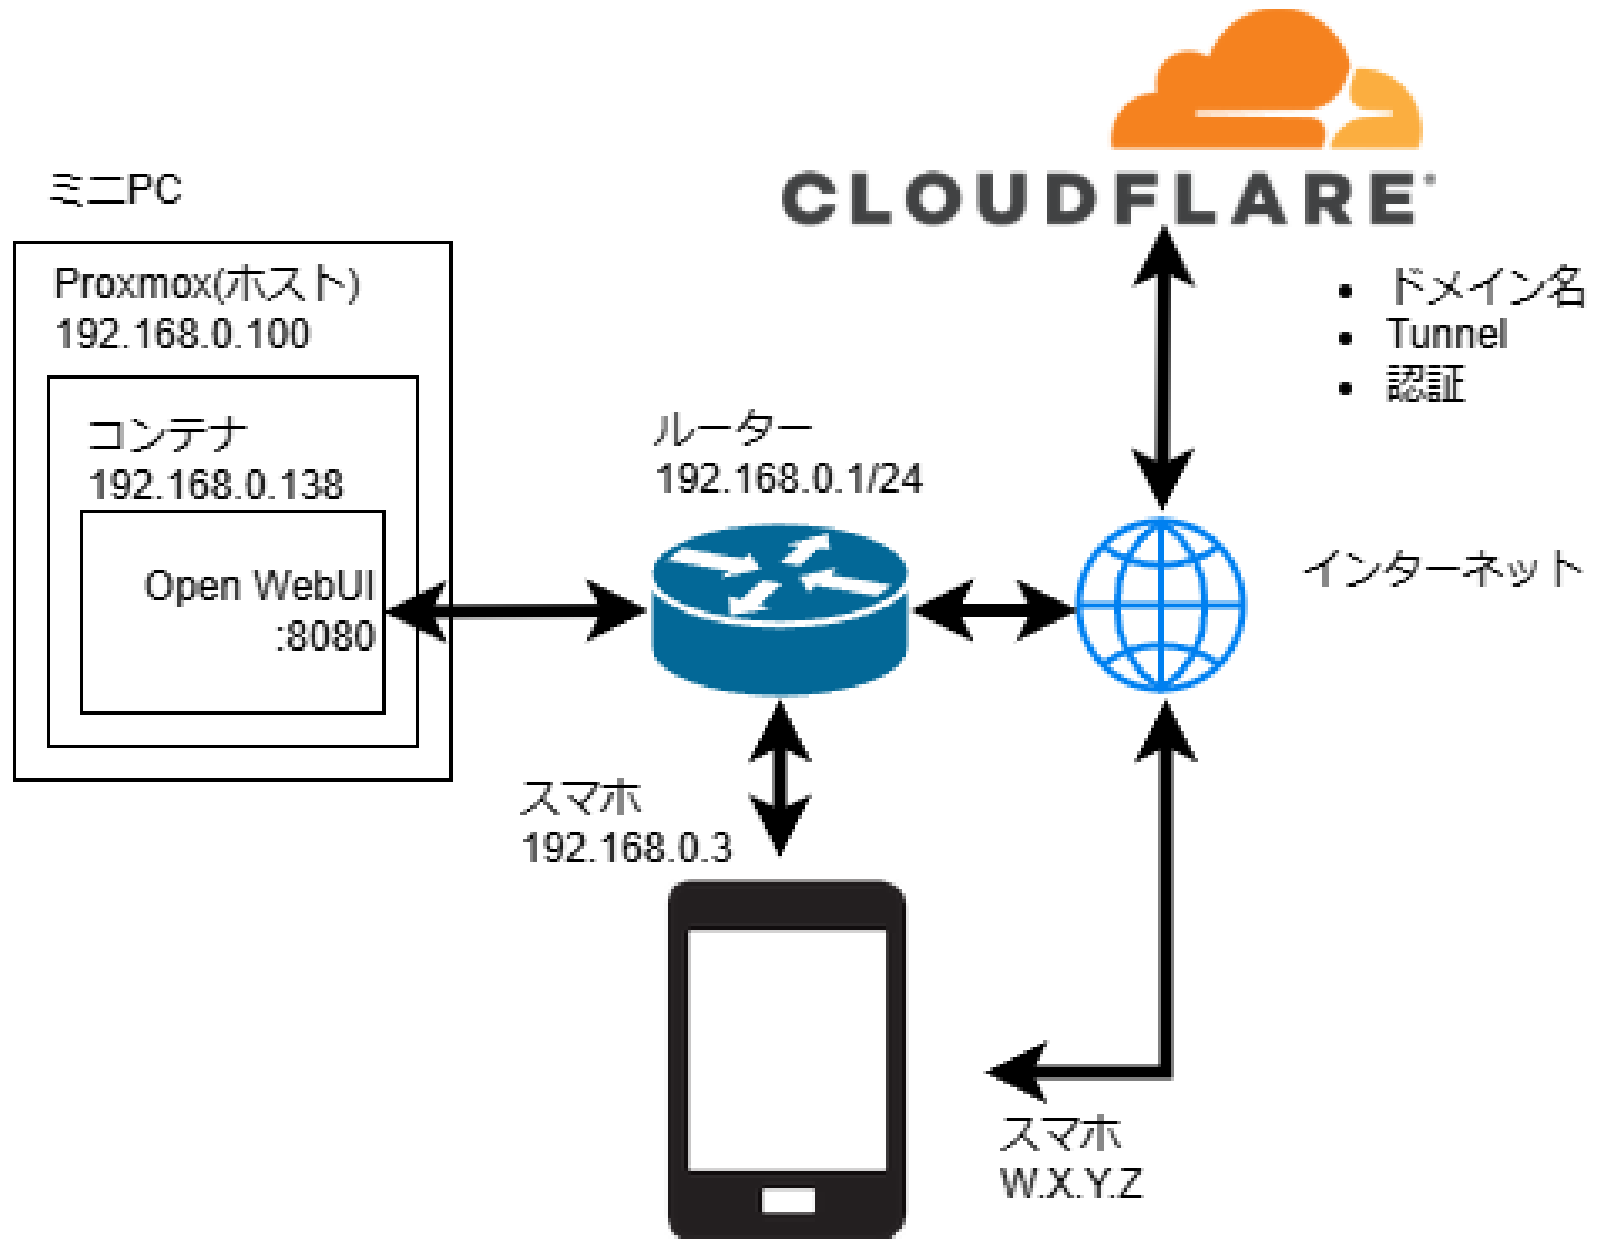 CLOUDFLARE
ミニPC
Proxmox(ホスト)
192.168.0.100
コンテナ
192.168.0.138
Open WebUI
:8080
ルーター
192.168.0.1/24
• ドメイン名
• Tunnel
• 認証
インターネット
スマホ
192.168.0.3
スマホ
W.X.Y.Z